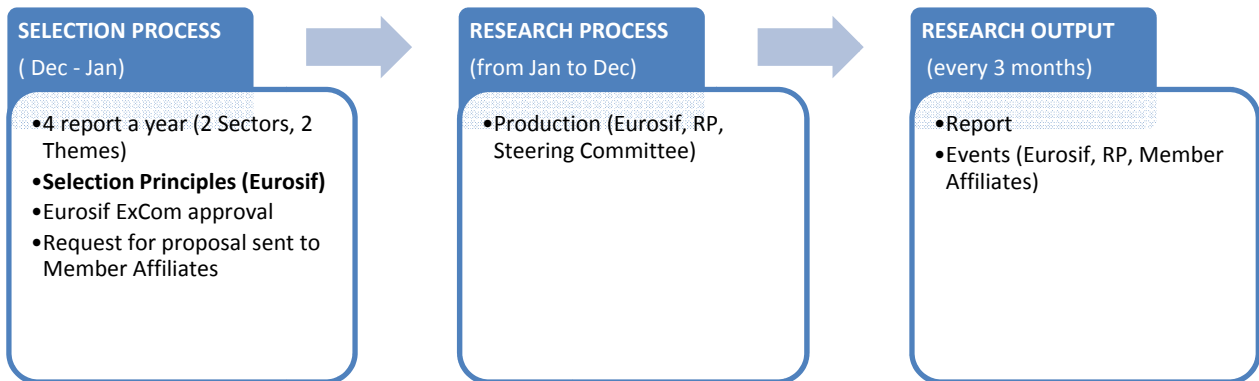 SELECTION PROCESS
( Dec - Jan)
•4 report a year (2 Sectors, 2
Themes)
•Selection Principles (Eurosif)
•Eurosif ExCom approval
•Request for proposal sent to
Member Affiliates
RESEARCH PROCESS
(from Jan to Dec)
•Production (Eurosif, RP,
Steering Committee)
RESEARCH OUTPUT
(every 3 months)
•Report
•Events (Eurosif, RP, Member
Affiliates)